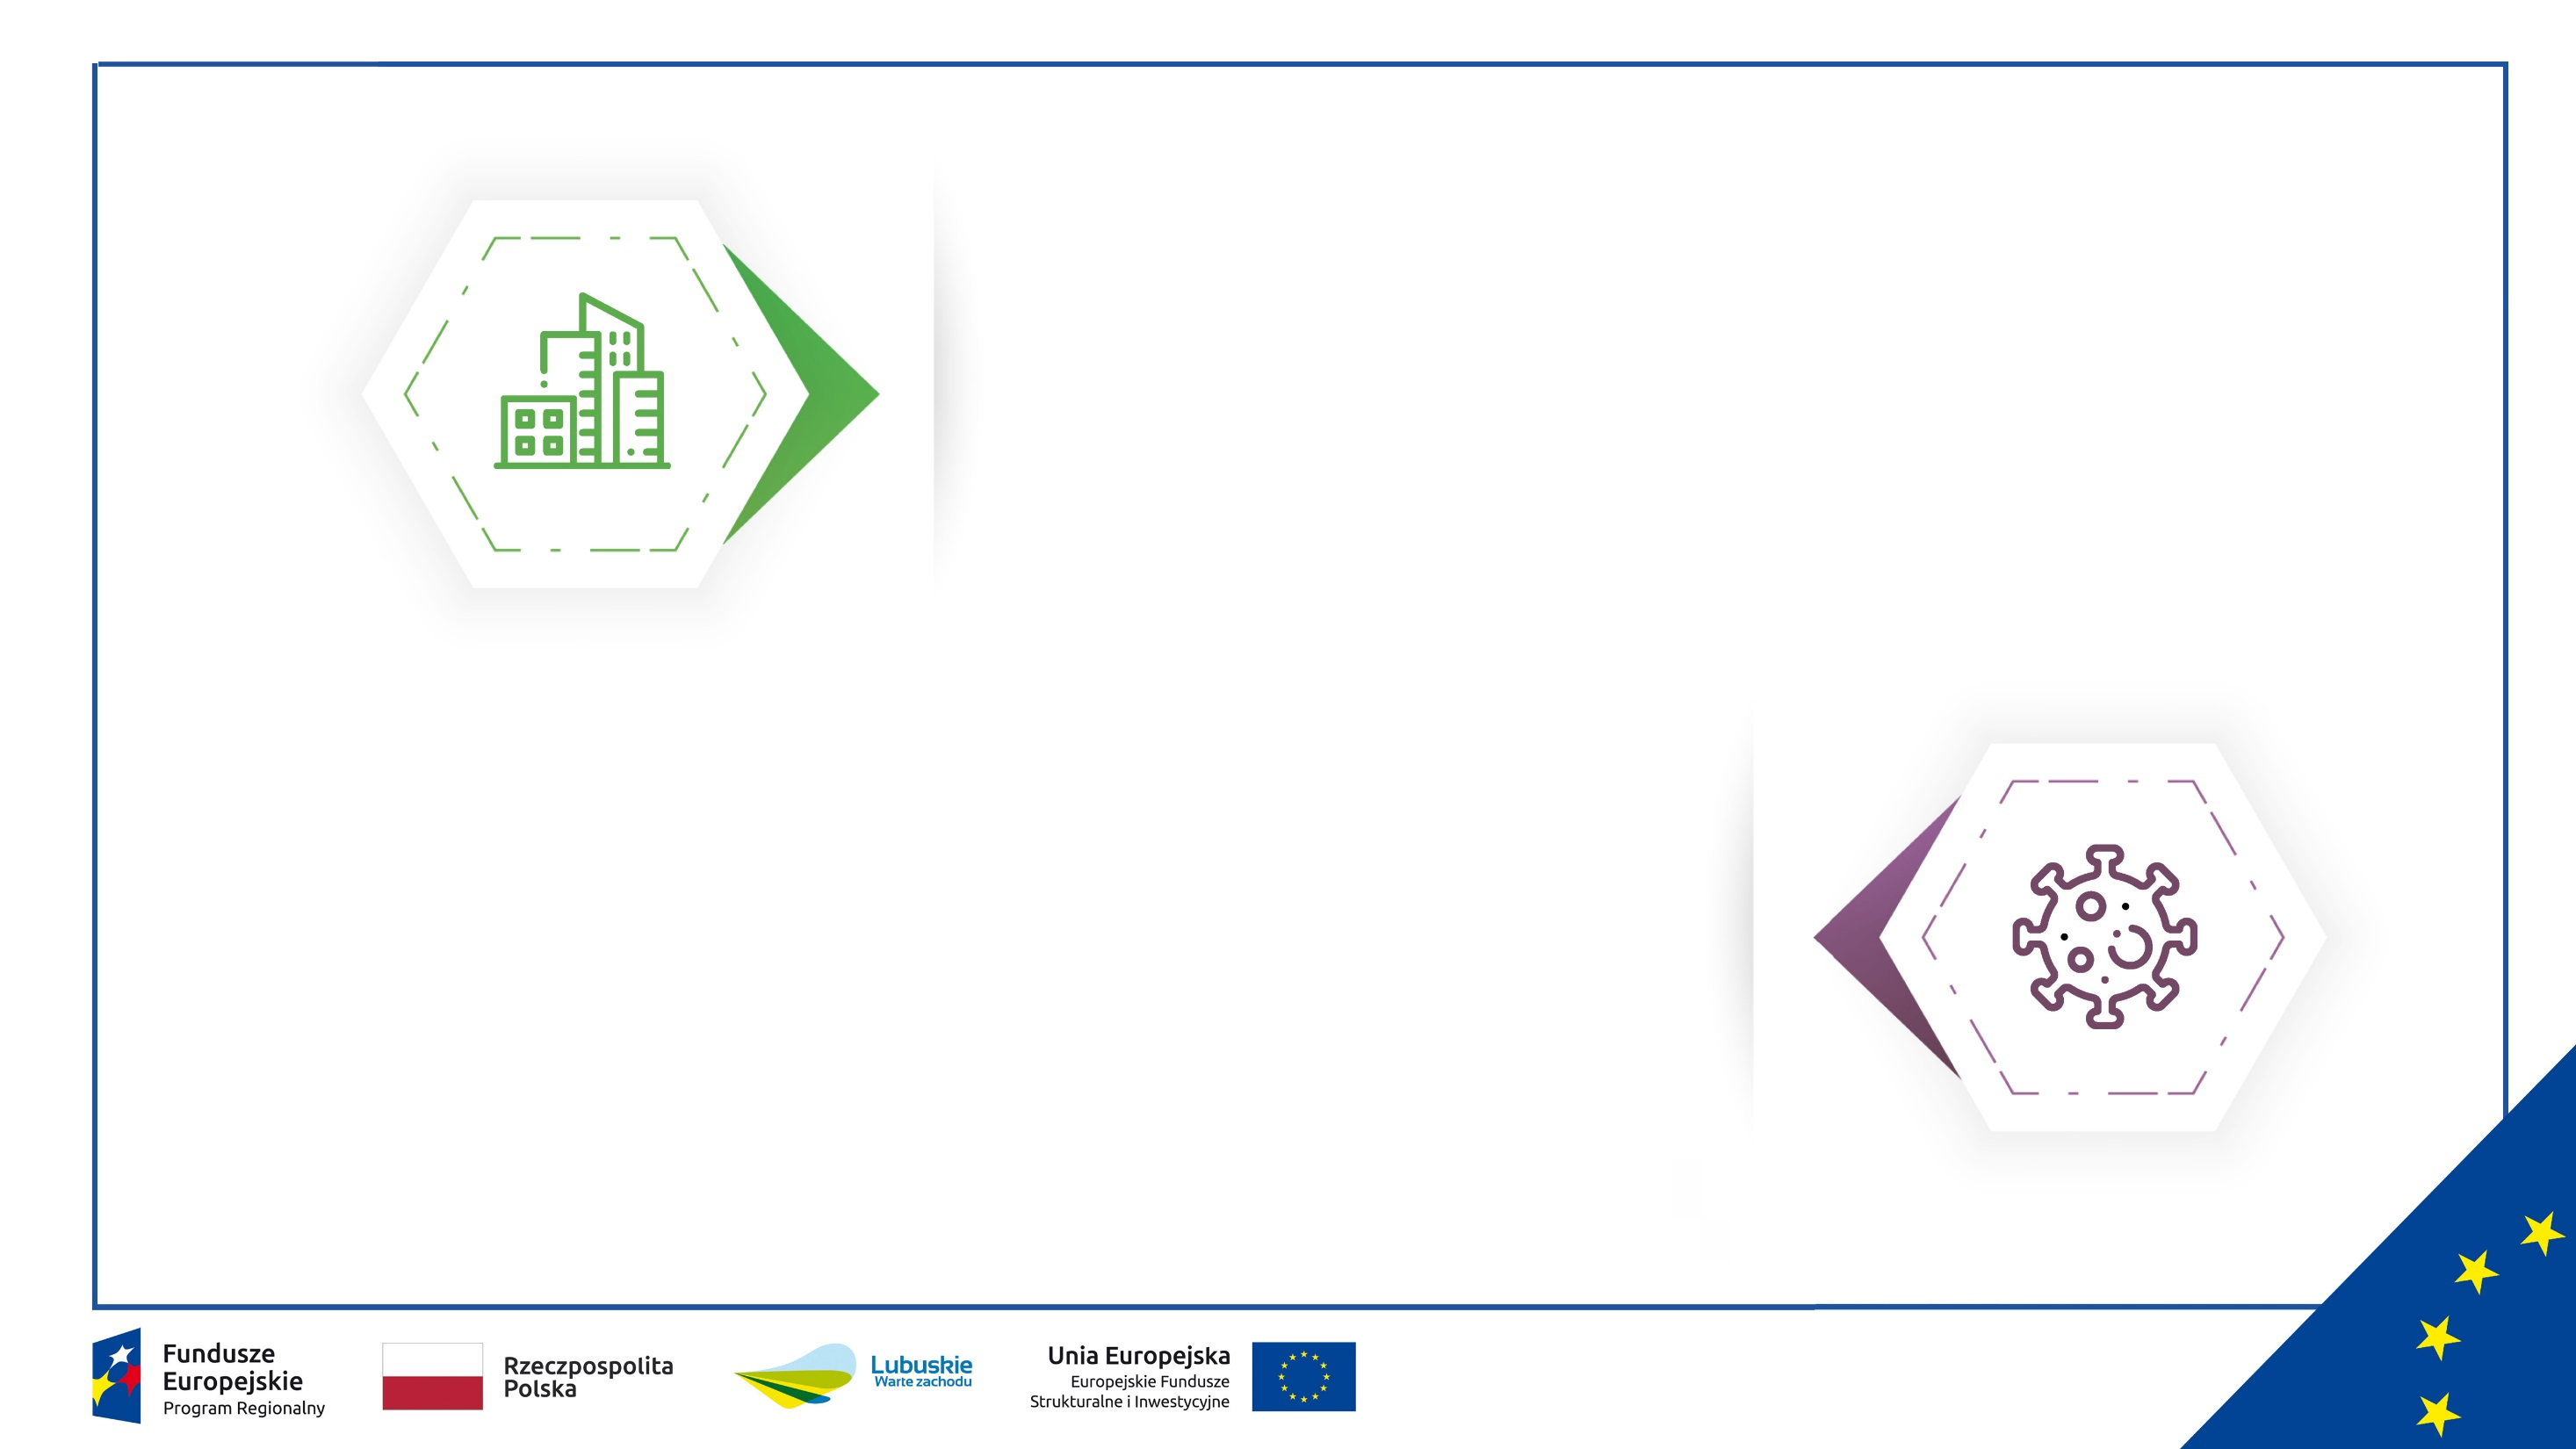 Fundusze
Europejskie
Program Regionalny
Rzeczpospolita
Polska
Lubuskie
Warte zachodu
Unia Europejska
Europejskie Fundusze
Strukturalne i Inwestycyjne